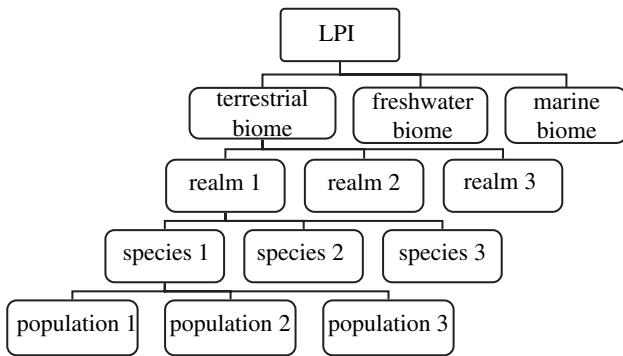 LPI
terrestrial
biome
freshwater
biome
marine
biome
realm 1
realm 2
realm 3
species 1
species 2
species 3
population 1
population 2
population 3